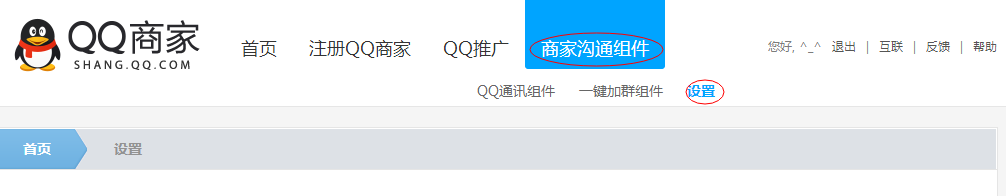 QQ商家
SHANG.QQ.COM
首页 注册QQ商家 QQ推广 商家沟通组件
您好, ^_^ 退出 | 互联 | 反馈 | 帮助
QQ通讯组件 一键加群组件 设置
首页 设置